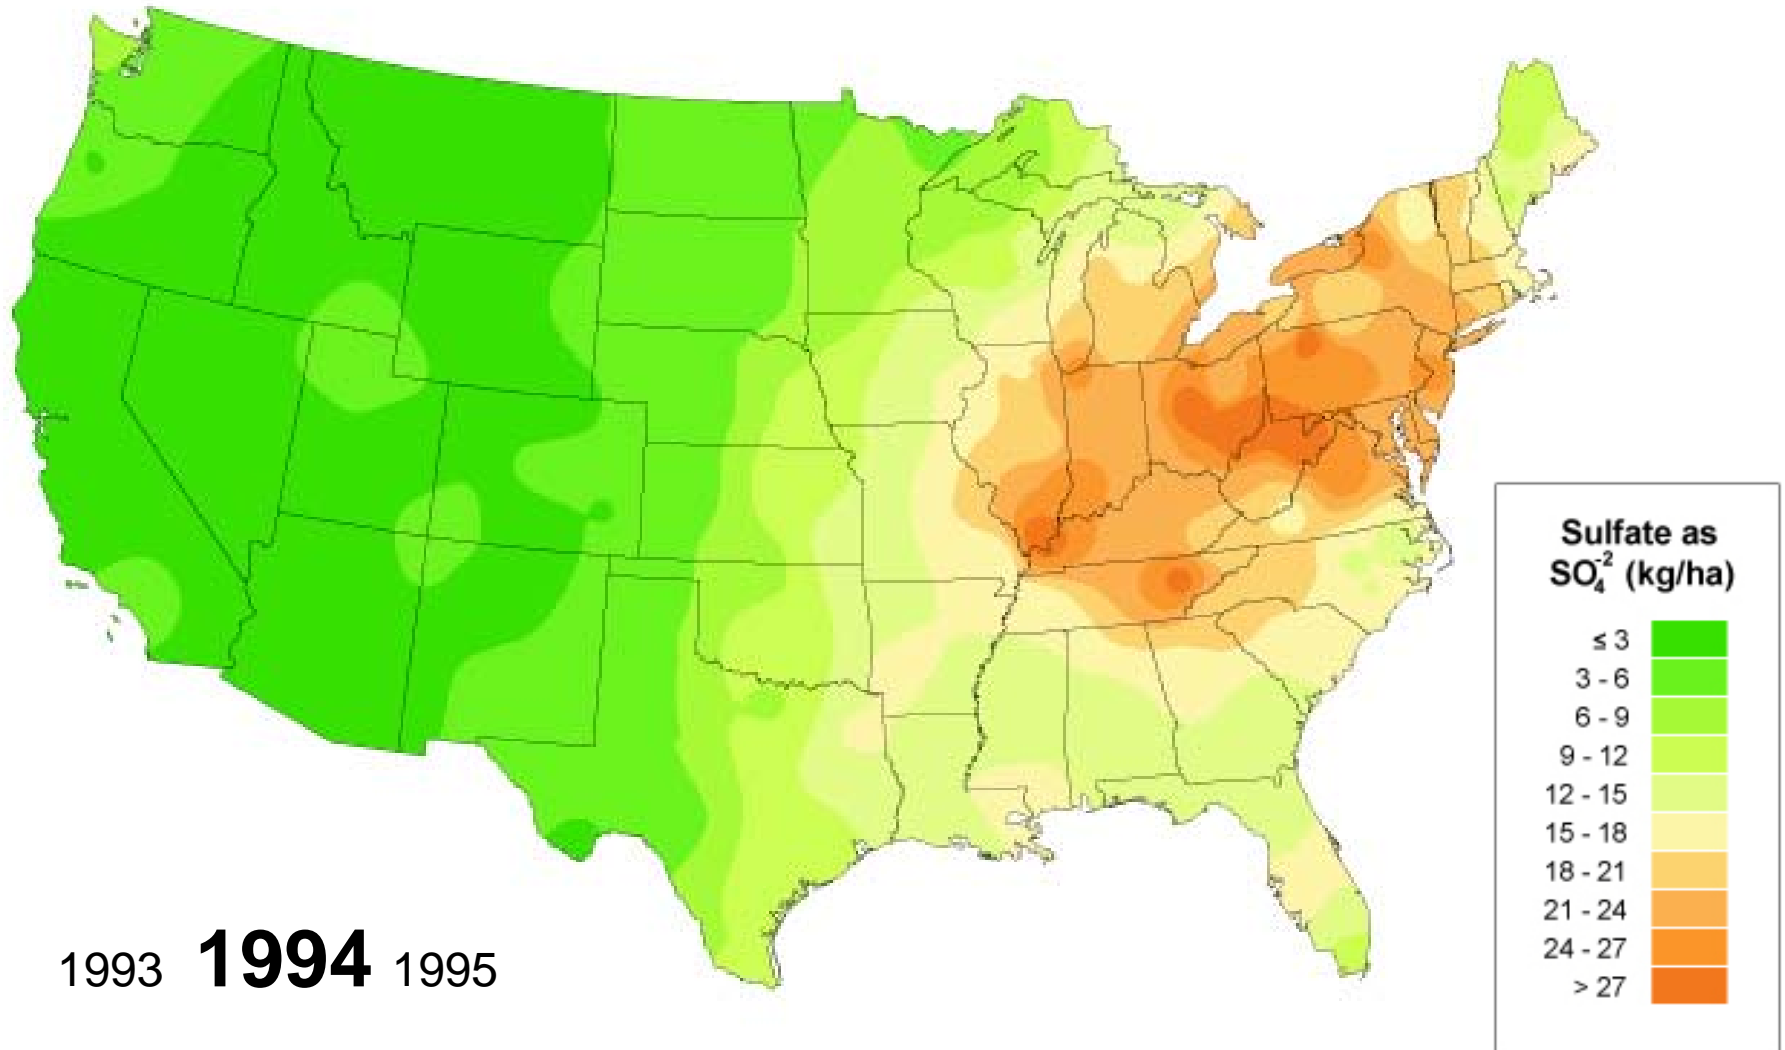 Sulfate as
SO₄⁻² (kg/ha)
≤ 3
3 - 6
6 - 9
9 - 12
12 - 15
15 - 18
18 - 21
21 - 24
24 - 27
> 27
1993 1994 1995